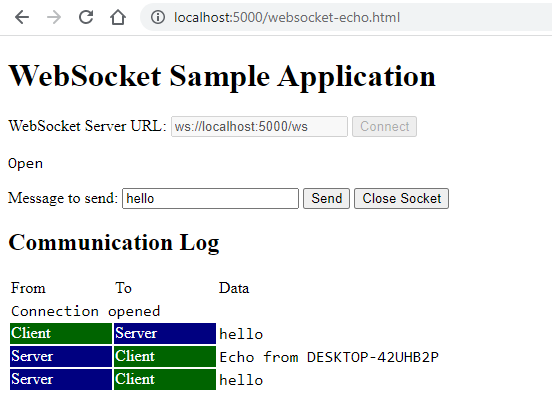 localhost:5000/websocket-echo.html
WebSocket Sample Application
WebSocket Server URL: ws://localhost:5000/ws Connect
Open
Message to send: hello Send Close Socket
Communication Log
From To Data
Connection opened
Client Server hello
Server Client Echo from DESKTOP-42UHB2P
Server Client hello